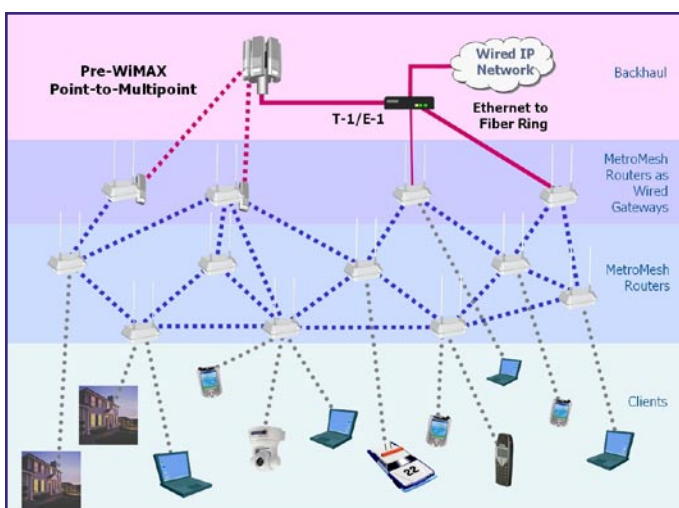 Pre-WiMAX
Point-to-Multipoint
Wired IP
Network
Backhaul
T-1/E-1
Ethernet to
Fiber Ring
MetroMesh
Routers as
Wired
Gateways
MetroMesh
Routers
Clients
22